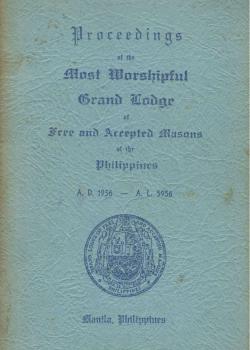 Proceedings
of the
Most Worshipful
Grand Lodge
of
Free and Accepted Masons
of the
Philippines
A. D. 1956 — A. L. 5956
Manila, Philippines